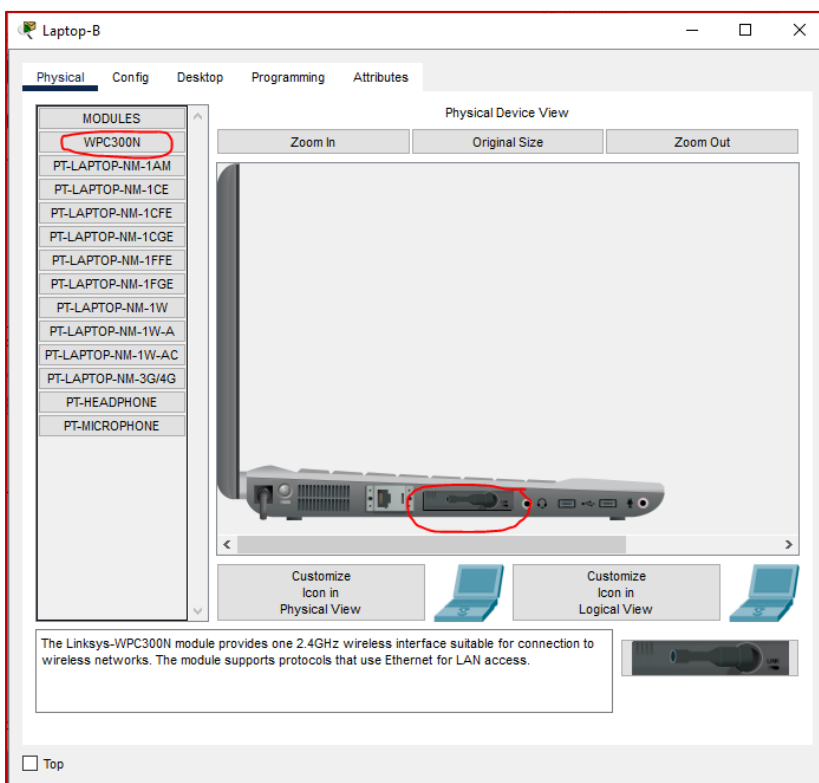 Laptop-B
Physical Config Desktop Programming Attributes
MODULES
WPC300N
PT-LAPTOP-NM-1AM
PT-LAPTOP-NM-1CE
PT-LAPTOP-NM-1CFE
PT-LAPTOP-NM-1CGE
PT-LAPTOP-NM-1FFE
PT-LAPTOP-NM-1FGE
PT-LAPTOP-NM-1W
PT-LAPTOP-NM-1W-A
PT-LAPTOP-NM-1W-AC
PT-LAPTOP-NM-3G/4G
PT-HEADPHONE
PT-MICROPHONE
Physical Device View
Zoom In Original Size Zoom Out
Customize
Icon in
Physical View
Customize
Icon in
Logical View
The Linksys-WPC300N module provides one 2.4GHz wireless interface suitable for connection to
wireless networks. The module supports protocols that use Ethernet for LAN access.
LINK
Top